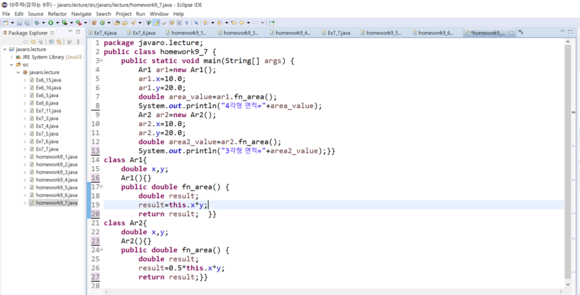 10주차(강의는 9주) - javaro.lecture/src/javaro/lecture/homework9_7.java - Eclipse IDE
File Edit Source Refactor Navigate Search Project Run Window Help
Package Explorer
javaro.lecture
JRE System Library
src
javaro.lecture
Ex6_15.java
Ex6_16.java
Ex6_5.java
Ex6_8.java
Ex7_11.java
Ex7_3.java
Ex7_4.java
Ex7_6.java
Ex7_7.java
homework9_1.java
homework9_2.java
homework9_3.java
homework9_4.java
homework9_5.java
homework9_6.java
homework9_7.java
Ex7_4.java Ex7_6.java homework9_1... homework9_3... homework9_4... Ex7_7.java homework9_5... homework9_6... homework9_...
1 package javaro.lecture;
2 public class homework9_7 {
3 public static void main(String[] args) {
4 Ar1 ar1=new Ar1();
5 ar1.x=10.0;
6 ar1.y=20.0;
7 double area_value=ar1.fn_area();
8 System.out.println("4각형 면적="+area_value);
9 Ar2 ar2=new Ar2();
10 ar2.x=10.0;
11 ar2.y=20.0;
12 double area2_value=ar2.fn_area();
13 System.out.println("3각형 면적="+area2_value);}}
14 class Ar1{
15 double x,y;
16 Ar1(){}
17 public double fn_area() {
18 double result;
19 result=this.x*y;
20 return result; }}
21 class Ar2{
22 double x,y;
23 Ar2(){}
24 public double fn_area() {
25 double result;
26 result=0.5*this.x*y;
27 return result;}}
28